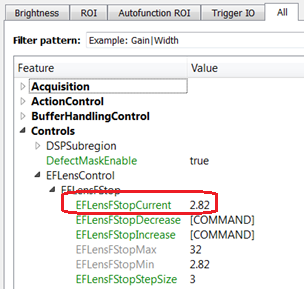 Brightness ROI Autofunction ROI Trigger IO All
Filter pattern: Example: Gain|Width
Feature Value
Acquisition
ActionControl
BufferHandlingControl
Controls
DSPSubregion
DefectMaskEnable true
EFLensControl
EFLensFStop
EFLensFStopCurrent 2.82
EFLensFStopDecrease [COMMAND]
EFLensFStopIncrease [COMMAND]
EFLensFStopMax 32
EFLensFStopMin 2.82
EFLensFStopStepSize 3